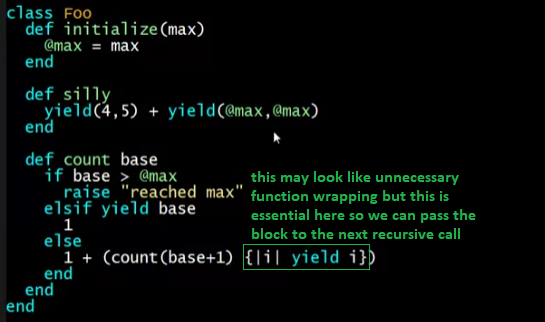 class Foo
def initialize(max)
@max = max
end
def silly
yield(4,5) + yield(@max,@max)
end
def count base
if base > @max
raise "reached max"
elsif yield base
1
else
1 + (count(base+1) {|i| yield i})
end
end
end
this may look like unnecessary
function wrapping but this is
essential here so we can pass the
block to the next recursive call